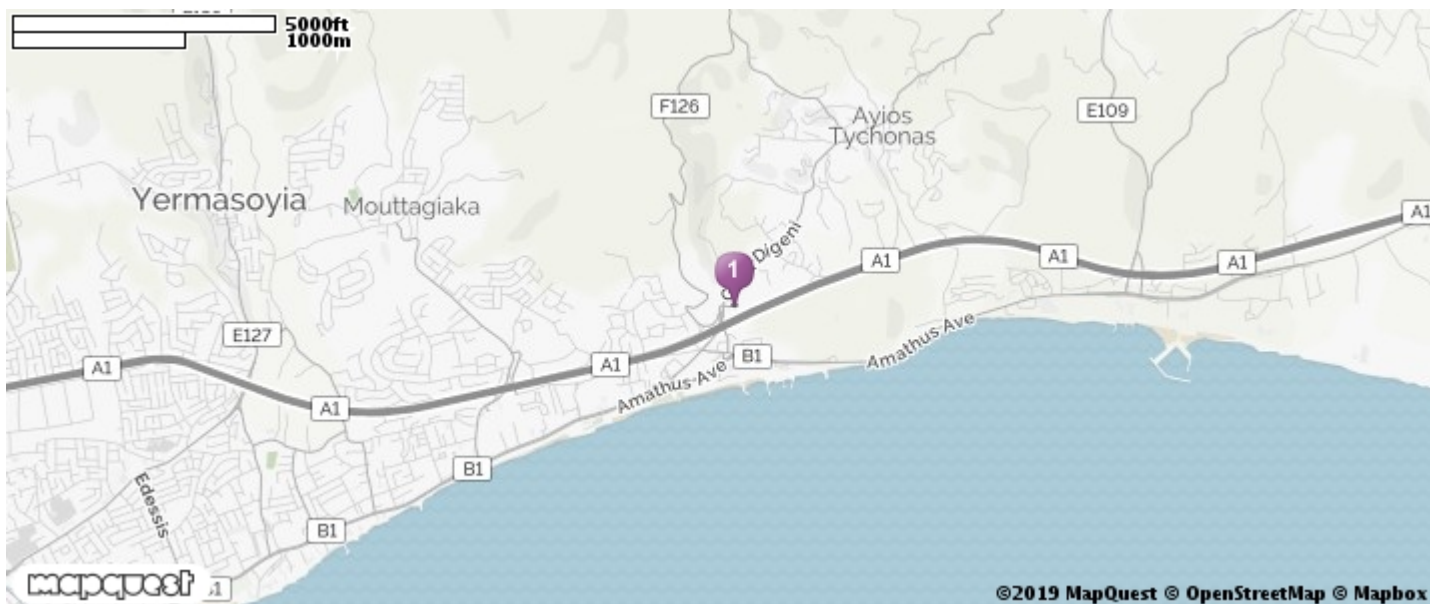 5000ft
1000m
F126
Ayios
Tychonas
E109
Yermasoyia
Mouttagiaka
A1
Digeni
1
A1
A1
A1
E127
A1
A1
B1
Amathus Ave
Amathus Ave
A1
B1
Edessis
B1
mapquest
©2019 MapQuest © OpenStreetMap © Mapbox